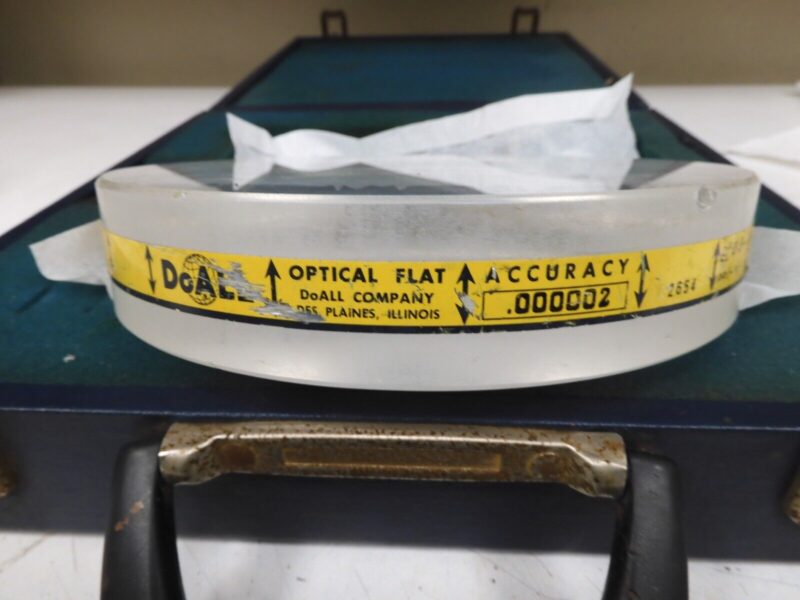 DoALL
OPTICAL FLAT
DoALL COMPANY
DES PLAINES, ILLINOIS
ACCURACY
.000002
2654